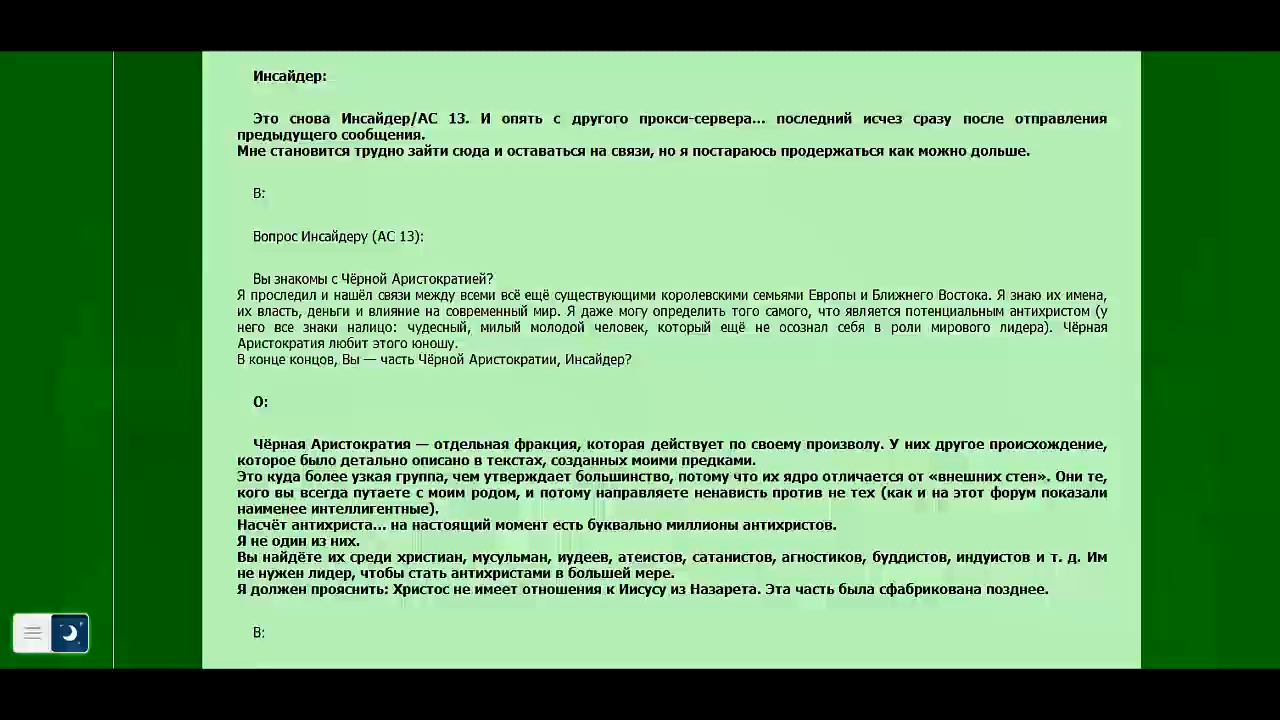 Инсайдер:
Это снова Инсайдер/АС 13. И опять с другого прокси-сервера... последний исчез сразу после отправления
предыдущего сообщения.
Мне становится трудно зайти сюда и оставаться на связи, но я постараюсь продержаться как можно дольше.
В:
Вопрос Инсайдеру (АС 13):
Вы знакомы с Чёрной Аристократией?
Я проследил и нашёл связи между всеми всё ещё существующими королевскими семьями Европы и Ближнего Востока. Я знаю их имена,
их власть, деньги и влияние на современный мир. Я даже могу определить того самого, что является потенциальным антихристом (у
него все знаки налицо: чудесный, милый молодой человек, который ещё не осознал себя в роли мирового лидера). Чёрная
Аристократия любит этого юношу.
В конце концов, Вы — часть Чёрной Аристократии, Инсайдер?
О:
Чёрная Аристократия — отдельная фракция, которая действует по своему произволу. У них другое происхождение,
которое было детально описано в текстах, созданных моими предками.
Это куда более узкая группа, чем утверждает большинство, потому что их ядро отличается от «внешних стен». Они те,
кого вы всегда путаете с моим родом, и потому направляете ненависть против не тех (как и на этот форум показали
наименее интеллигентные).
Насчёт антихриста... на настоящий момент есть буквально миллионы антихристов.
Я не один из них.
Вы найдёте их среди христиан, мусульман, иудеев, атеистов, сатанистов, агностиков, буддистов, индуистов и т. д. Им
не нужен лидер, чтобы стать антихристами в большей мере.
Я должен прояснить: Христос не имеет отношения к Иисусу из Назарета. Эта часть была сфабрикована позднее.
В: